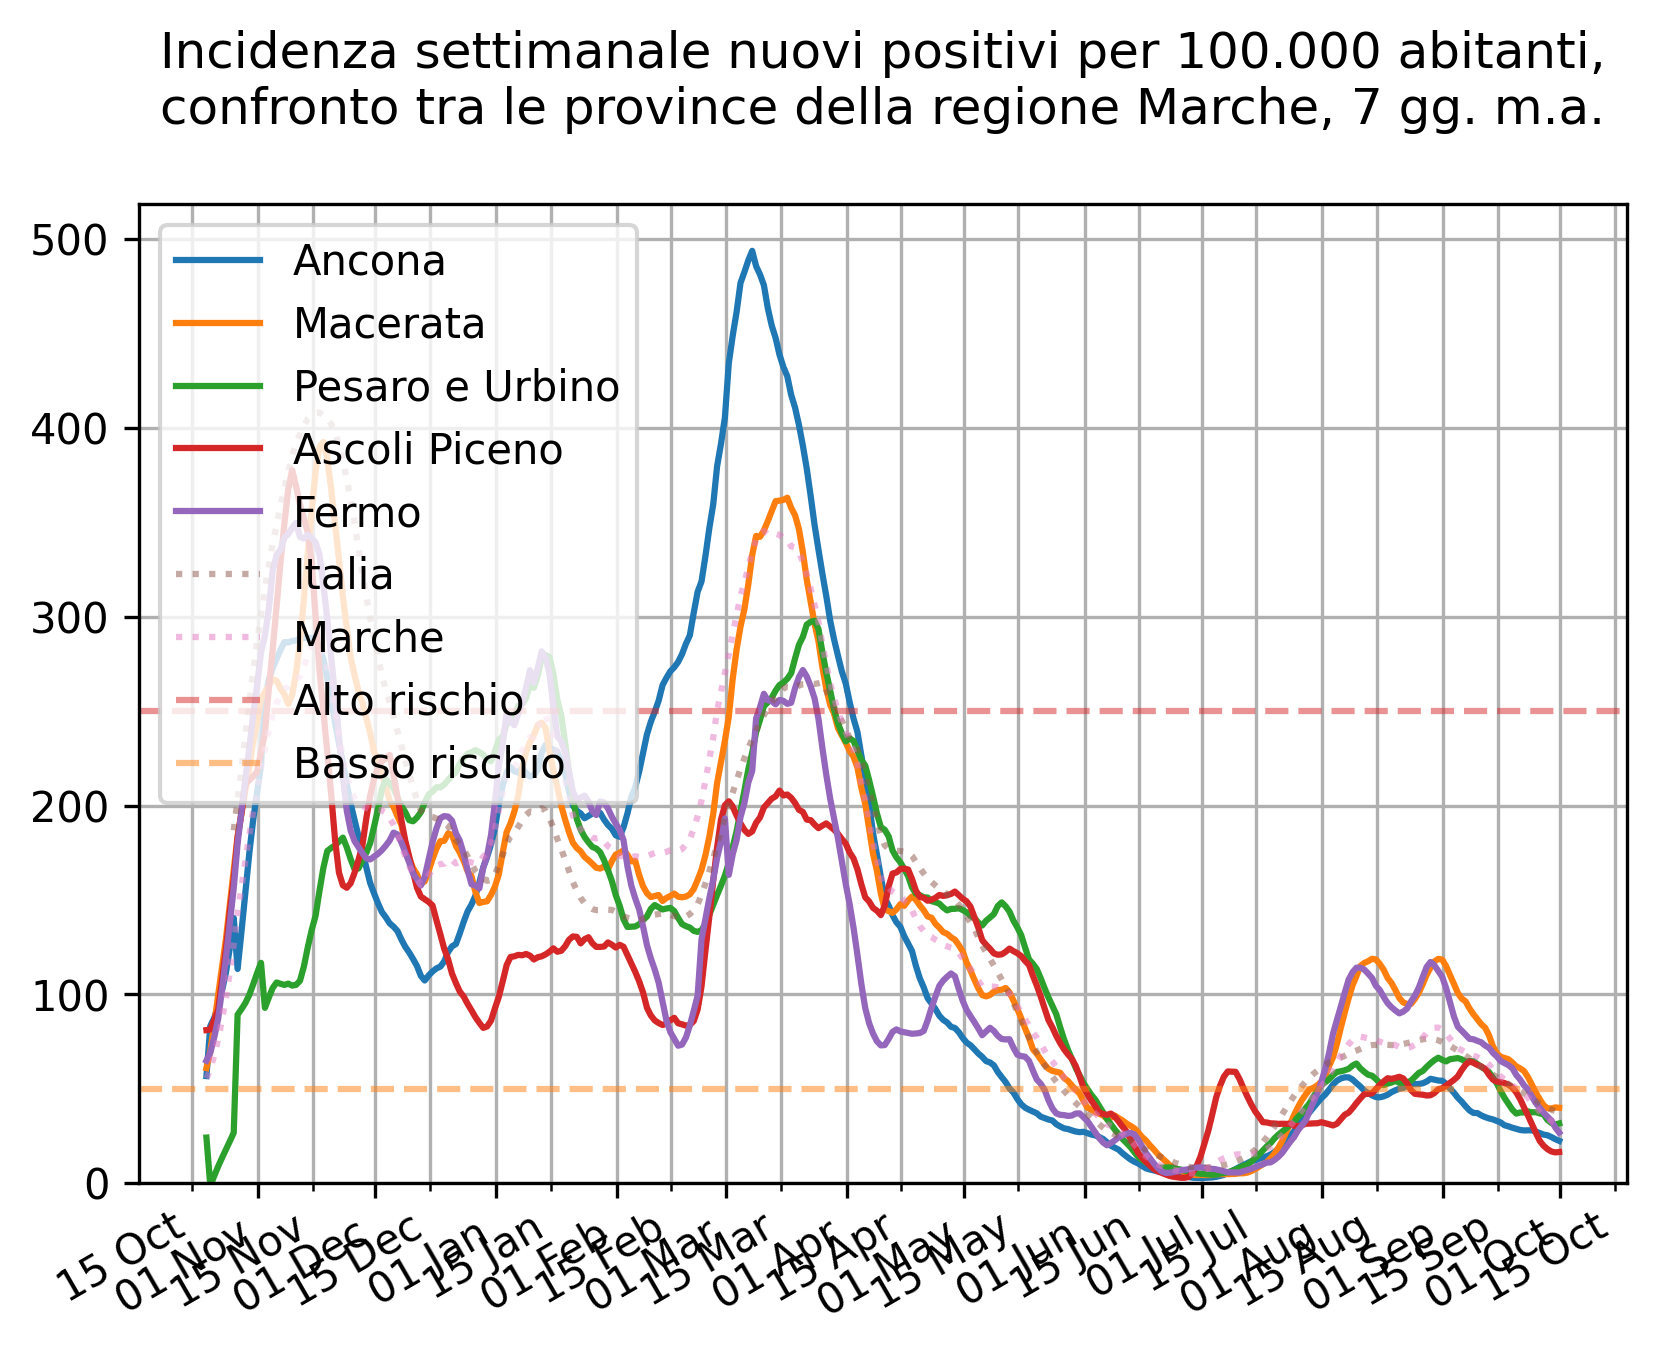 Incidenza settimanale nuovi positivi per 100.000 abitanti,
confronto tra le province della regione Marche, 7 gg. m.a.
500
400
300
200
100
0
Ancona
Macerata
Pesaro e Urbino
Ascoli Piceno
Fermo
Italia
Marche
Alto rischio
Basso rischio
15 Oct
01 Nov
15 Nov
01 Dec
15 Dec
01 Jan
15 Jan
01 Feb
15 Feb
01 Mar
15 Mar
01 Apr
15 Apr
01 May
15 May
01 Jun
15 Jun
01 Jul
15 Jul
01 Aug
15 Aug
01 Sep
15 Sep
01 Oct
15 Oct